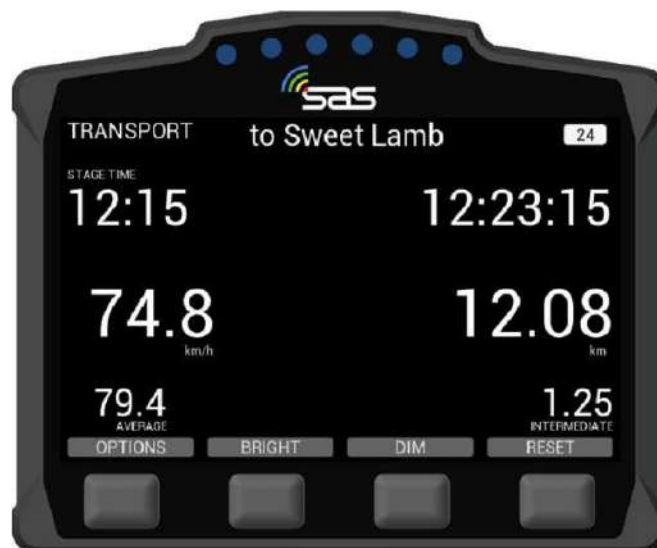 sas
TRANSPORT to Sweet Lamb 24
STAGE TIME
12:15 12:23:15
74.8 12.08
km/h km
79.4 1.25
AVERAGE INTERMEDIATE
OPTIONS BRIGHT DIM RESET